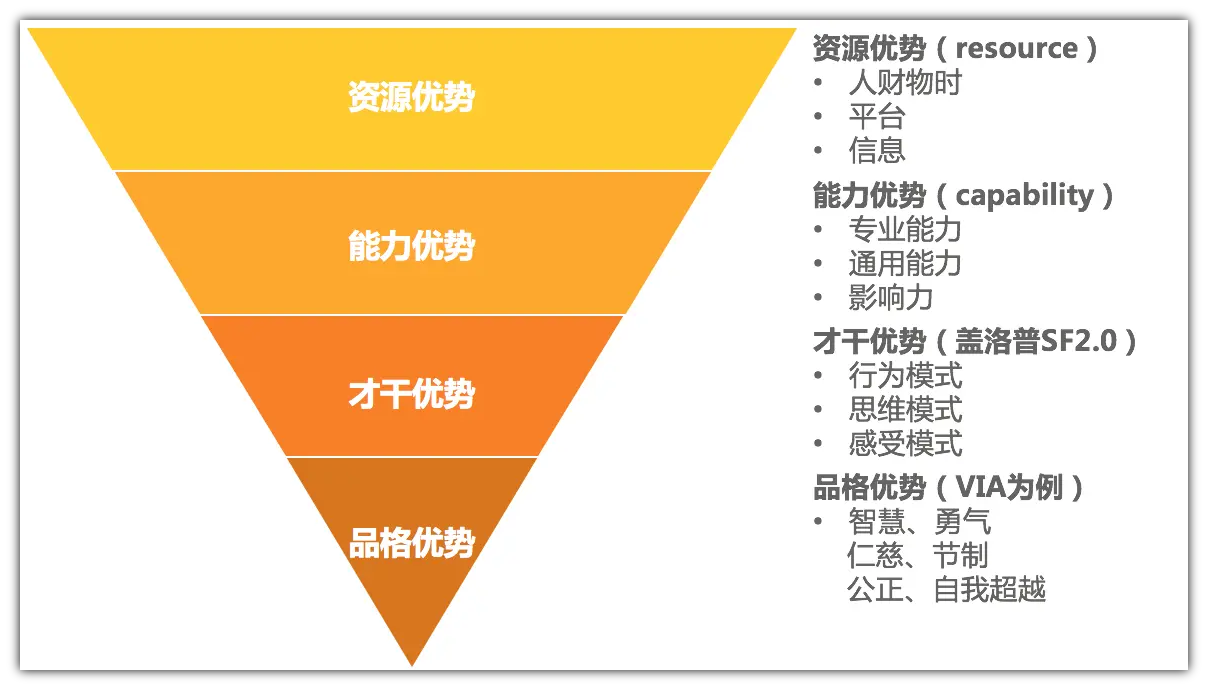 资源优势
能力优势
才干优势
品格优势
资源优势（resource）
• 人财物时
• 平台
• 信息
能力优势（capability）
• 专业能力
• 通用能力
• 影响力
才干优势（盖洛普SF2.0）
• 行为模式
• 思维模式
• 感受模式
品格优势（VIA为例）
• 智慧、勇气
仁慈、节制
公正、自我超越